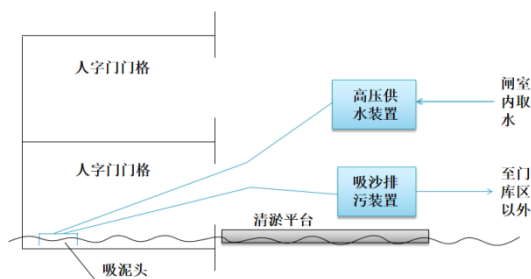 人字门门格
高压供
水装置
闸室
内取
水
人字门门格
吸沙排
污装置
至门
库区
以外
清淤平台
吸泥头